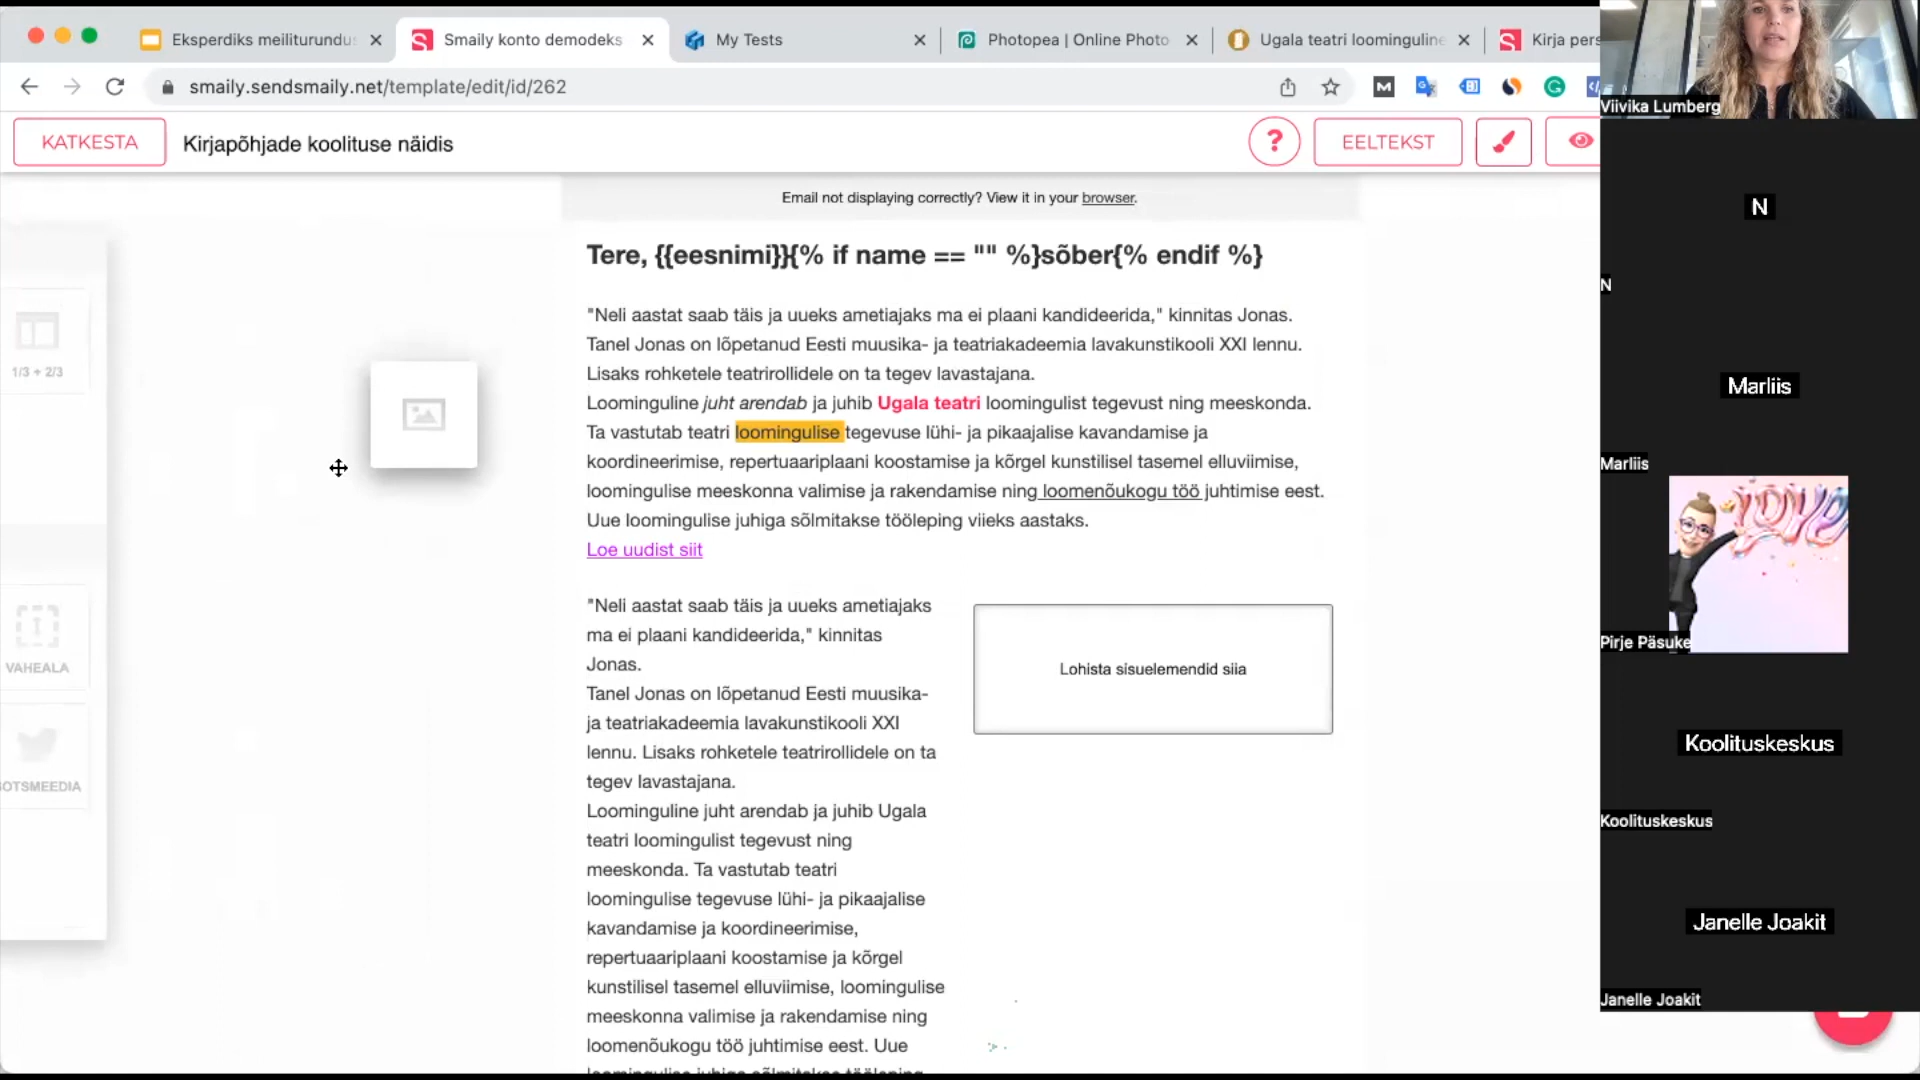 Eksperdiks meiliturundus
Smaily konto demodeks
My Tests
Photopea | Online Photo
Ugala teatri loominguline
Kirja pers
smaily.sendsmaily.net/template/edit/id/262
KATKESTA
Kirjapõhjade koolituse näidis
?
EELTEKST
Email not displaying correctly? View it in your browser.
Tere, {{eesnimi}}{% if name == "" %}sõber{% endif %}
"Neli aastat saab täis ja uueks ametiajaks ma ei plaani kandideerida," kinnitas Jonas.
Tanel Jonas on lõpetanud Eesti muusika- ja teatriakadeemia lavakunstikooli XXI lennu.
Lisaks rohketele teatrirollidele on ta tegev lavastajana.
Loominguline juht arendab ja juhib Ugala teatri loomingulist tegevust ning meeskonda.
Ta vastutab teatri loomingulise tegevuse lühi- ja pikaajalise kavandamise ja
koordineerimise, repertuaariplaani koostamise ja kõrgel kunstilisel tasemel elluviimise,
loomingulise meeskonna valimise ja rakendamise ning loomenõukogu töö juhtimise eest.
Uue loomingulise juhiga sõlmitakse tööleping viieks aastaks.
Loe uudist siit
"Neli aastat saab täis ja uueks ametiajaks
ma ei plaani kandideerida," kinnitas
Jonas.
Tanel Jonas on lõpetanud Eesti muusika-
ja teatriakadeemia lavakunstikooli XXI
lennu. Lisaks rohketele teatrirollidele on ta
tegev lavastajana.
Loominguline juht arendab ja juhib Ugala
teatri loomingulist tegevust ning
meeskonda. Ta vastutab teatri
loomingulise tegevuse lühi- ja pikaajalise
kavandamise ja koordineerimise,
repertuaariplaani koostamise ja kõrgel
kunstilisel tasemel elluviimise, loomingulise
meeskonna valimise ja rakendamise ning
loomenõukogu töö juhtimise eest. Uue
loomingulise juhiga sõlmitakse tööleping
Lohista sisuelemendid siia
1/3 + 2/3
VAHEALA
OTSMEEDIA
Viivika Lumberg
N
N
Marliis
Marliis
Pirje Päsuke
Koolituskeskus
Koolituskeskus
Janelle Joakit
Janelle Joakit